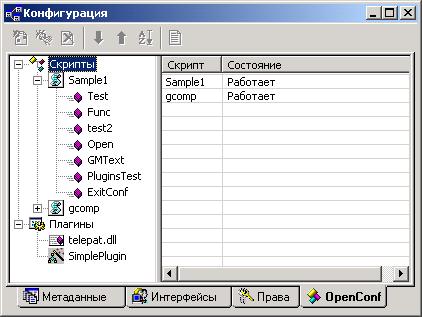 Конфигурация
Скрипты
Sample1
Test
Func
test2
Open
GMText
PluginsTest
ExitConf
gcomp
Плагины
telepat.dll
SimplePlugin
Скрипт Состояние
Sample1 Работает
gcomp Работает
Метаданные Интерфейсы Права OpenConf